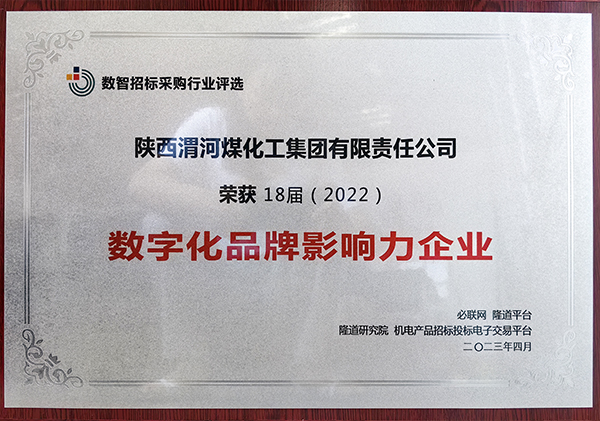 数智招标采购行业评选
陕西渭河煤化工集团有限责任公司
荣获 18届（2022）
数字化品牌影响力企业
必联网 隆道平台
隆道研究院 机电产品招标投标电子交易平台
二〇二三年四月